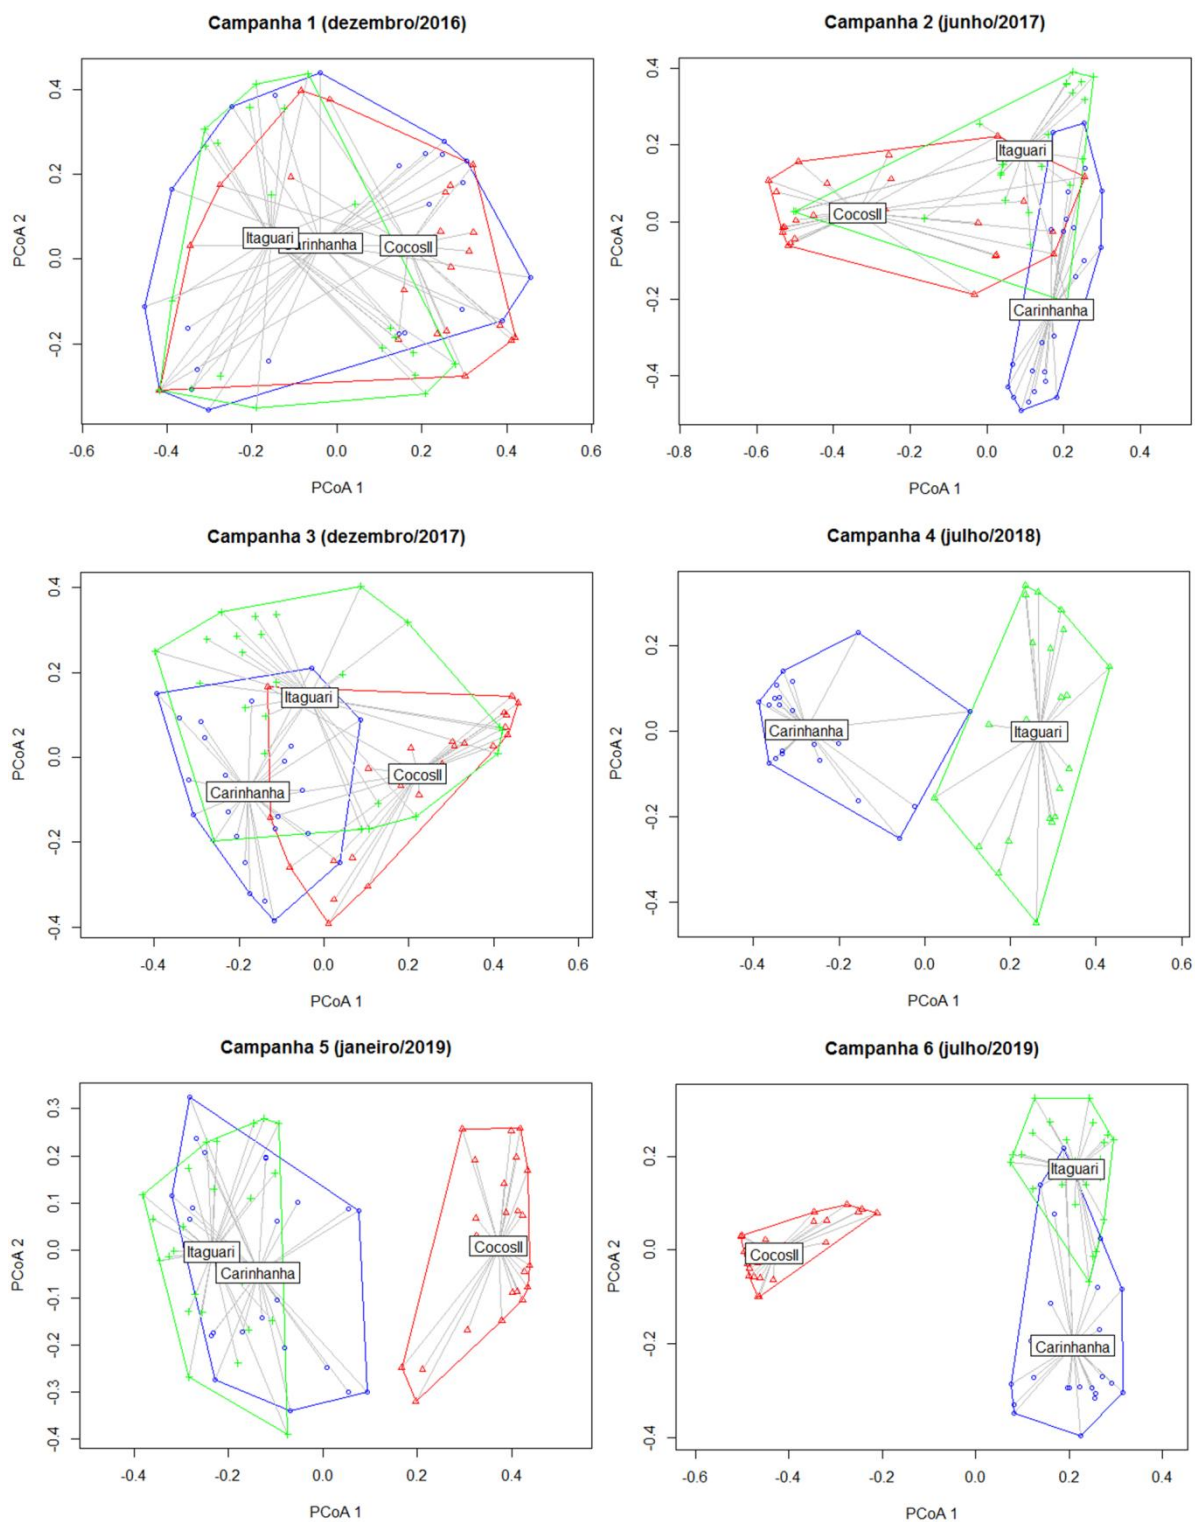 Campanha 1 (dezembro/2016)
PCoA 2
0.4
0.2
0.0
-0.2
Itaguari
Carinhanha
CocosII
-0.6 -0.4 -0.2 0.0 0.2 0.4 0.6
PCoA 1
Campanha 2 (junho/2017)
PCoA 2
0.4
0.2
0.0
-0.2
-0.4
Itaguari
CocosII
Carinhanha
-0.8 -0.6 -0.4 -0.2 0.0 0.2 0.4
PCoA 1
Campanha 3 (dezembro/2017)
PCoA 2
0.4
0.2
0.0
-0.2
-0.4
Itaguari
CocosII
Carinhanha
-0.4 -0.2 0.0 0.2 0.4 0.6
PCoA 1
Campanha 4 (julho/2018)
PCoA 2
0.2
0.0
-0.2
-0.4
Carinhanha
Itaguari
-0.4 -0.2 0.0 0.2 0.4 0.6
PCoA 1
Campanha 5 (janeiro/2019)
PCoA 2
0.3
0.2
0.1
0.0
-0.1
-0.2
-0.3
-0.4
Itaguari
CocosII
Carinhanha
-0.4 -0.2 0.0 0.2 0.4
PCoA 1
Campanha 6 (julho/2019)
PCoA 2
0.2
0.0
-0.2
-0.4
Itaguari
CocosII
Carinhanha
-0.6 -0.4 -0.2 0.0 0.2 0.4
PCoA 1